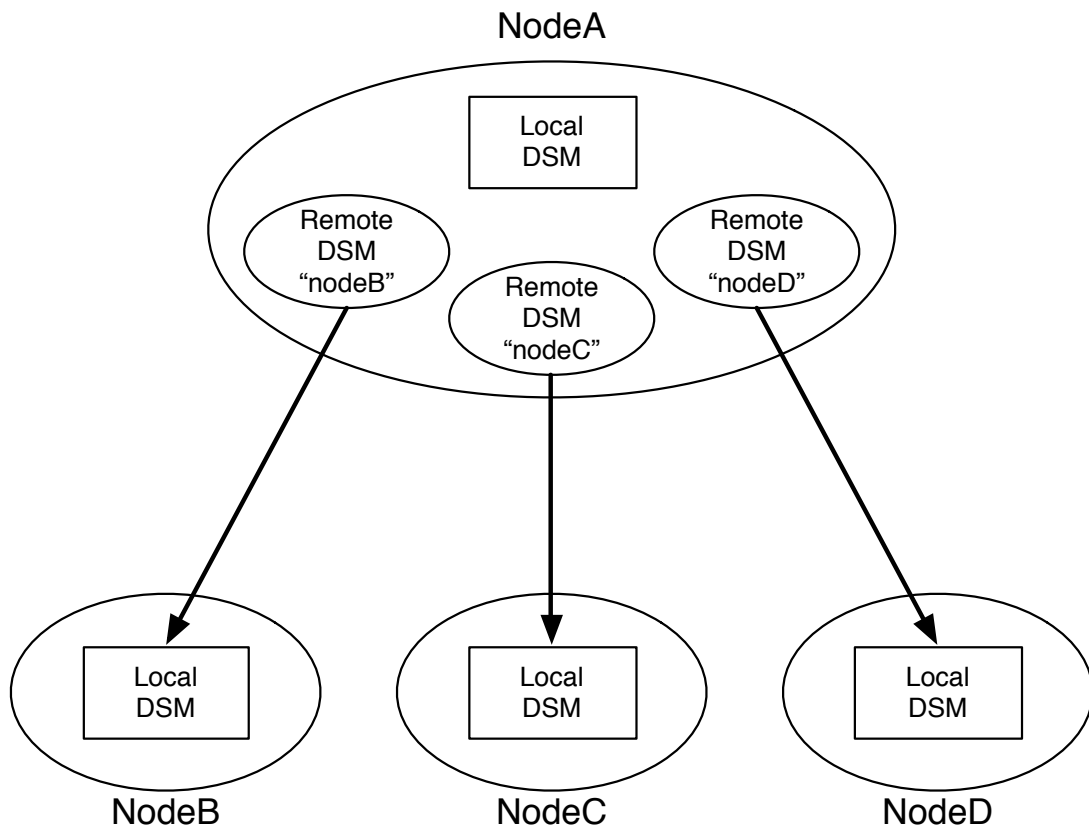 NodeA
Local
DSM
Remote
DSM
“nodeB”
Remote
DSM
“nodeC”
Remote
DSM
“nodeD”
Local
DSM
Local
DSM
Local
DSM
NodeB
NodeC
NodeD